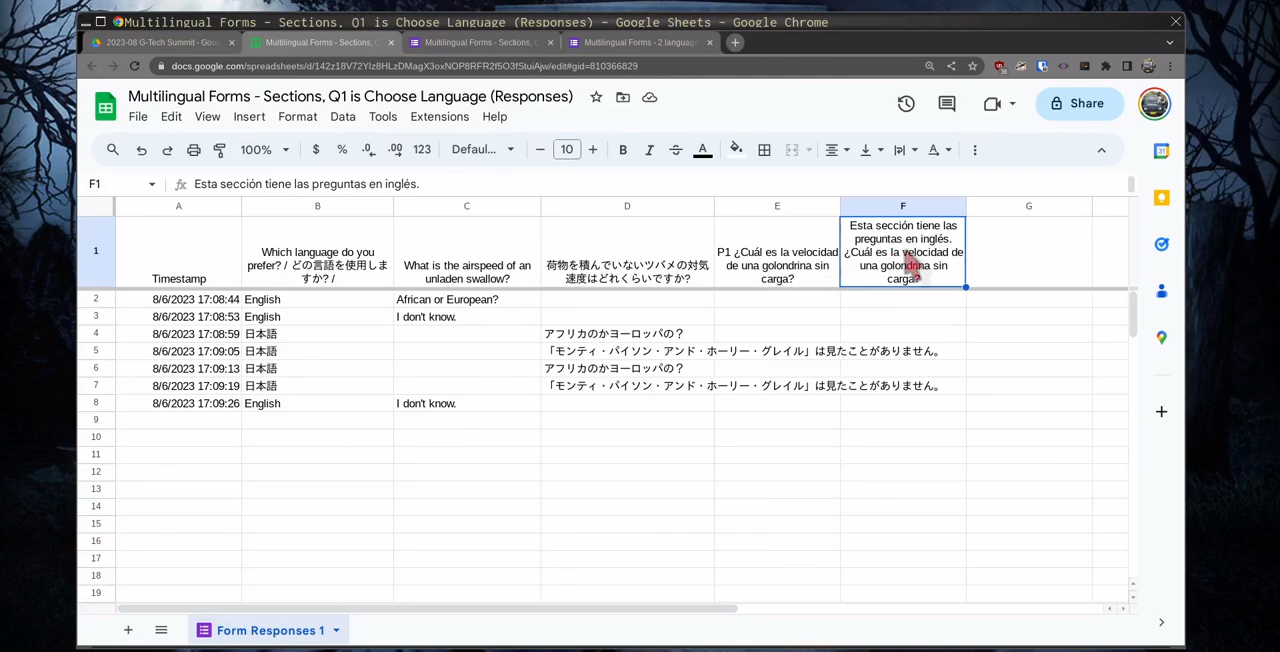 Multilingual Forms - Sections, Q1 is Choose Language (Responses) - Google Sheets - Google Chrome
2023-08 G-Tech Summit - Goo
Multilingual Forms - Sections, C
Multilingual Forms - Sections, C
Multilingual Forms - 2 languag
docs.google.com/spreadsheets/d/142z18V72YIz8HLzDMagX3oxNOP8RFR2f5O3fStuiAjw/edit#gid=810366829
Multilingual Forms - Sections, Q1 is Choose Language (Responses)
File Edit View Insert Format Data Tools Extensions Help
Share
100% $ % .0 .00 123 Defaul... − 10 + B I A
F1 fx Esta sección tiene las preguntas en inglés.
A B C D E F G
1
Timestamp
Which language do you
prefer? / どの言語を使用しま
すか? /
What is the airspeed of an
unladen swallow?
荷物を積んでいないツバメの対気
速度はどれくらいですか?
P1 ¿Cuál es la velocidad
de una golondrina sin
carga?
Esta sección tiene las
preguntas en inglés.
¿Cuál es la velocidad de
una golondrina sin
carga?
2 8/6/2023 17:08:44 English African or European?
3 8/6/2023 17:08:53 English I don't know.
4 8/6/2023 17:08:59 日本語 アフリカのかヨーロッパの？
5 8/6/2023 17:09:05 日本語 「モンティ・パイソン・アンド・ホーリー・グレイル」は見たことがありません。
6 8/6/2023 17:09:13 日本語 アフリカのかヨーロッパの？
7 8/6/2023 17:09:19 日本語 「モンティ・パイソン・アンド・ホーリー・グレイル」は見たことがありません。
8 8/6/2023 17:09:26 English I don't know.
9
10
11
12
13
14
15
16
17
18
19
Form Responses 1